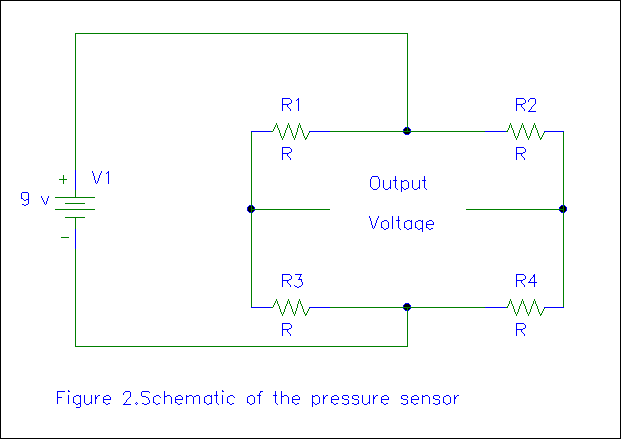 R1
R2
R
R
+
V1
Output
9 v
Voltage
-
R3
R4
R
R
Figure 2.Schematic of the pressure sensor